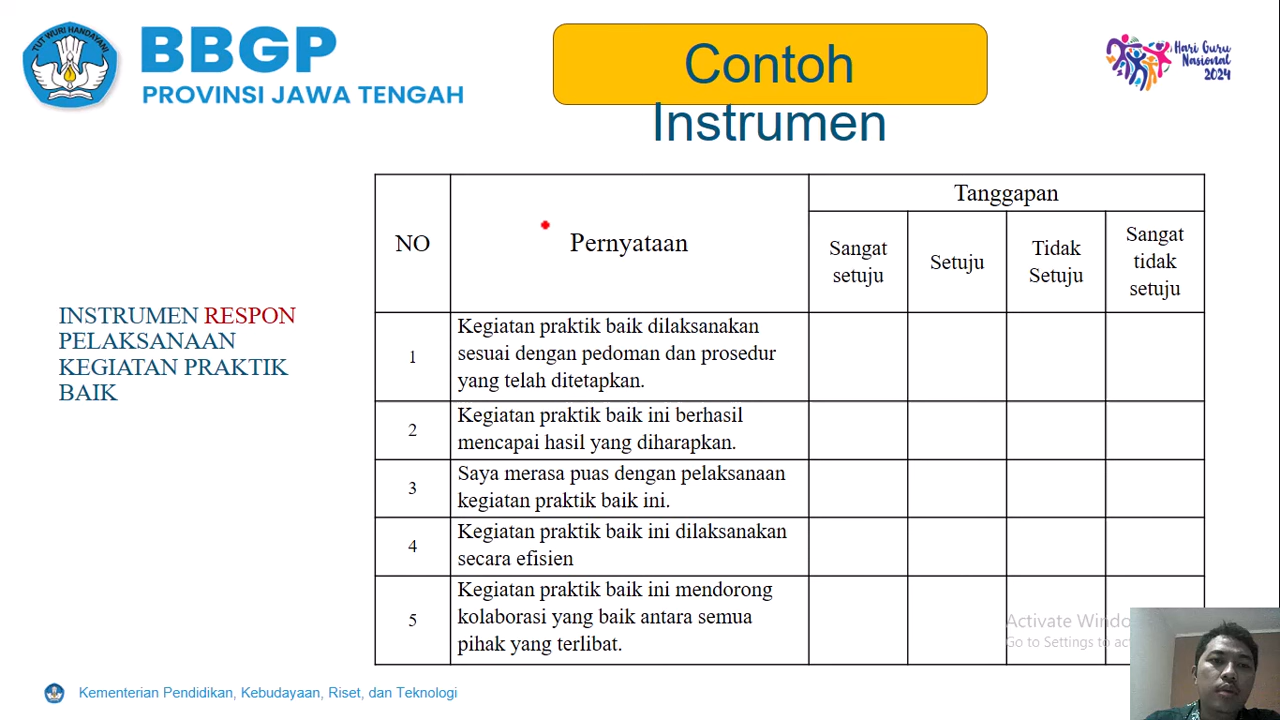 TUT WURI HANDAYANI
BBGP
PROVINSI JAWA TENGAH
Contoh
Instrumen
Hari Guru
Nasional
2024
INSTRUMEN RESPON
PELAKSANAAN
KEGIATAN PRAKTIK
BAIK
NO
Pernyataan
Tanggapan
Sangat
setuju
Setuju
Tidak
Setuju
Sangat
tidak
setuju
1
Kegiatan praktik baik dilaksanakan
sesuai dengan pedoman dan prosedur
yang telah ditetapkan.
2
Kegiatan praktik baik ini berhasil
mencapai hasil yang diharapkan.
3
Saya merasa puas dengan pelaksanaan
kegiatan praktik baik ini.
4
Kegiatan praktik baik ini dilaksanakan
secara efisien
5
Kegiatan praktik baik ini mendorong
kolaborasi yang baik antara semua
pihak yang terlibat.
Activate Windo
Go to Settings to ac
Kementerian Pendidikan, Kebudayaan, Riset, dan Teknologi